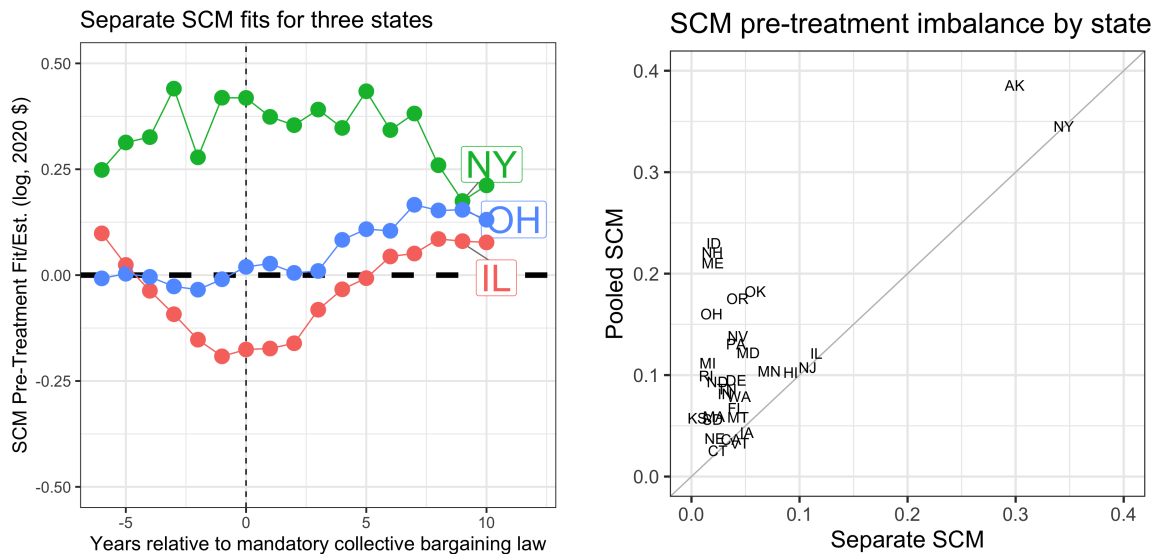 Separate SCM fits for three states
SCM Pre-Treatment Fit/Est. (log, 2020 $)
0.50
0.25
0.00
-0.25
-0.50
NY
OH
IL
-5
0
5
10
Years relative to mandatory collective bargaining law
SCM pre-treatment imbalance by state
Pooled SCM
0.4
0.3
0.2
0.1
0.0
AK
NY
ID
NH
ME
OK
OR
OH
NV
PA
MD
IL
MI
NJ
MN
HI
RI
ND
DE
IN
WA
FL
KS
MA
SD
MT
IA
NE
CA
VT
CT
0.0
0.1
0.2
0.3
0.4
Separate SCM